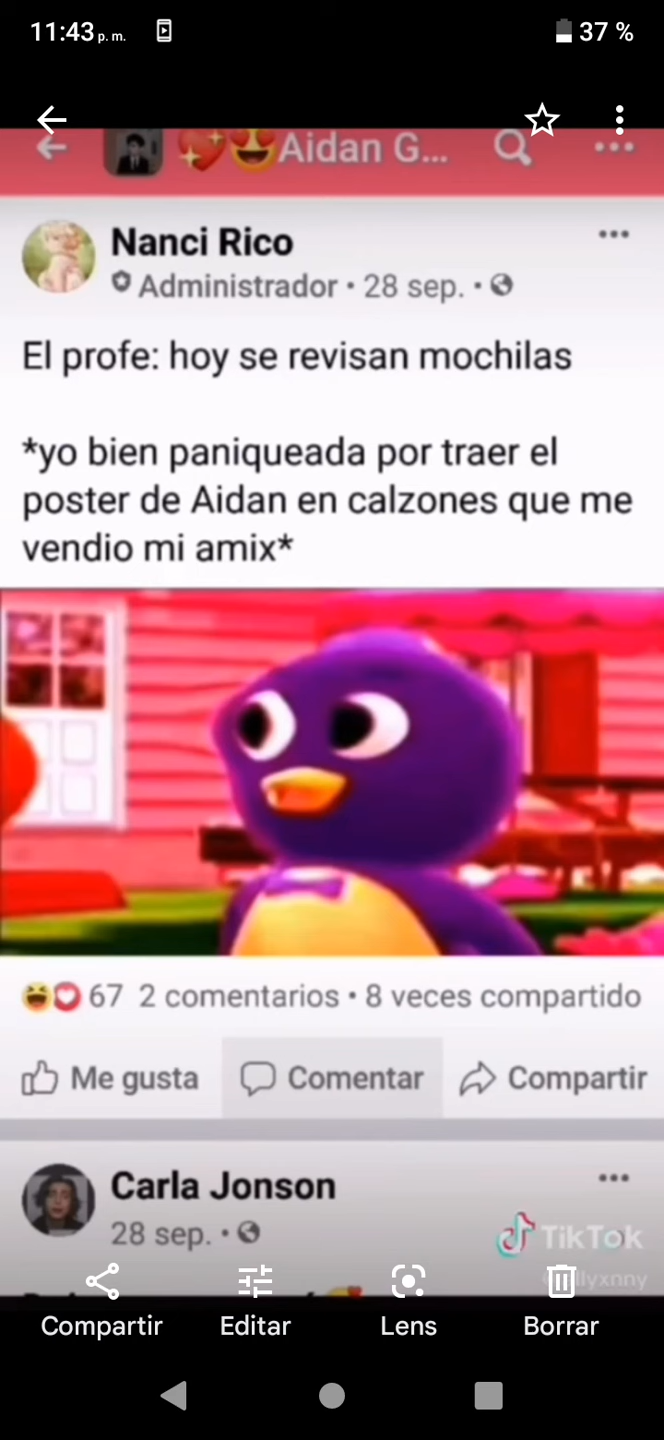 11:43 p. m.
37 %
Aidan G...
Nanci Rico
Administrador • 28 sep. •
El profe: hoy se revisan mochilas
*yo bien paniqueada por traer el
poster de Aidan en calzones que me
vendio mi amix*
67 2 comentarios • 8 veces compartido
Me gusta Comentar Compartir
Carla Jonson
28 sep. •
TikTok
Compartir Editar Lens Borrar